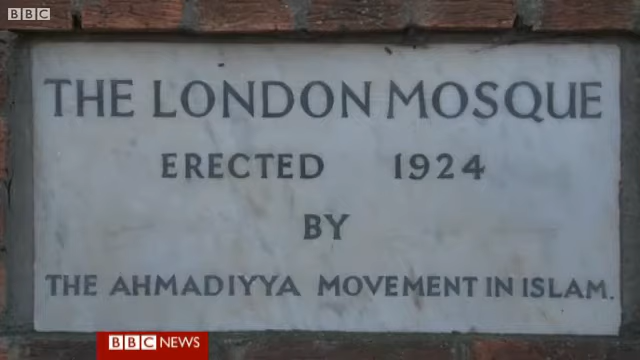 BBC
THE LONDON MOSQUE
ERECTED 1924
BY
THE AHMADIYYA MOVEMENT IN ISLAM.
BBC NEWS